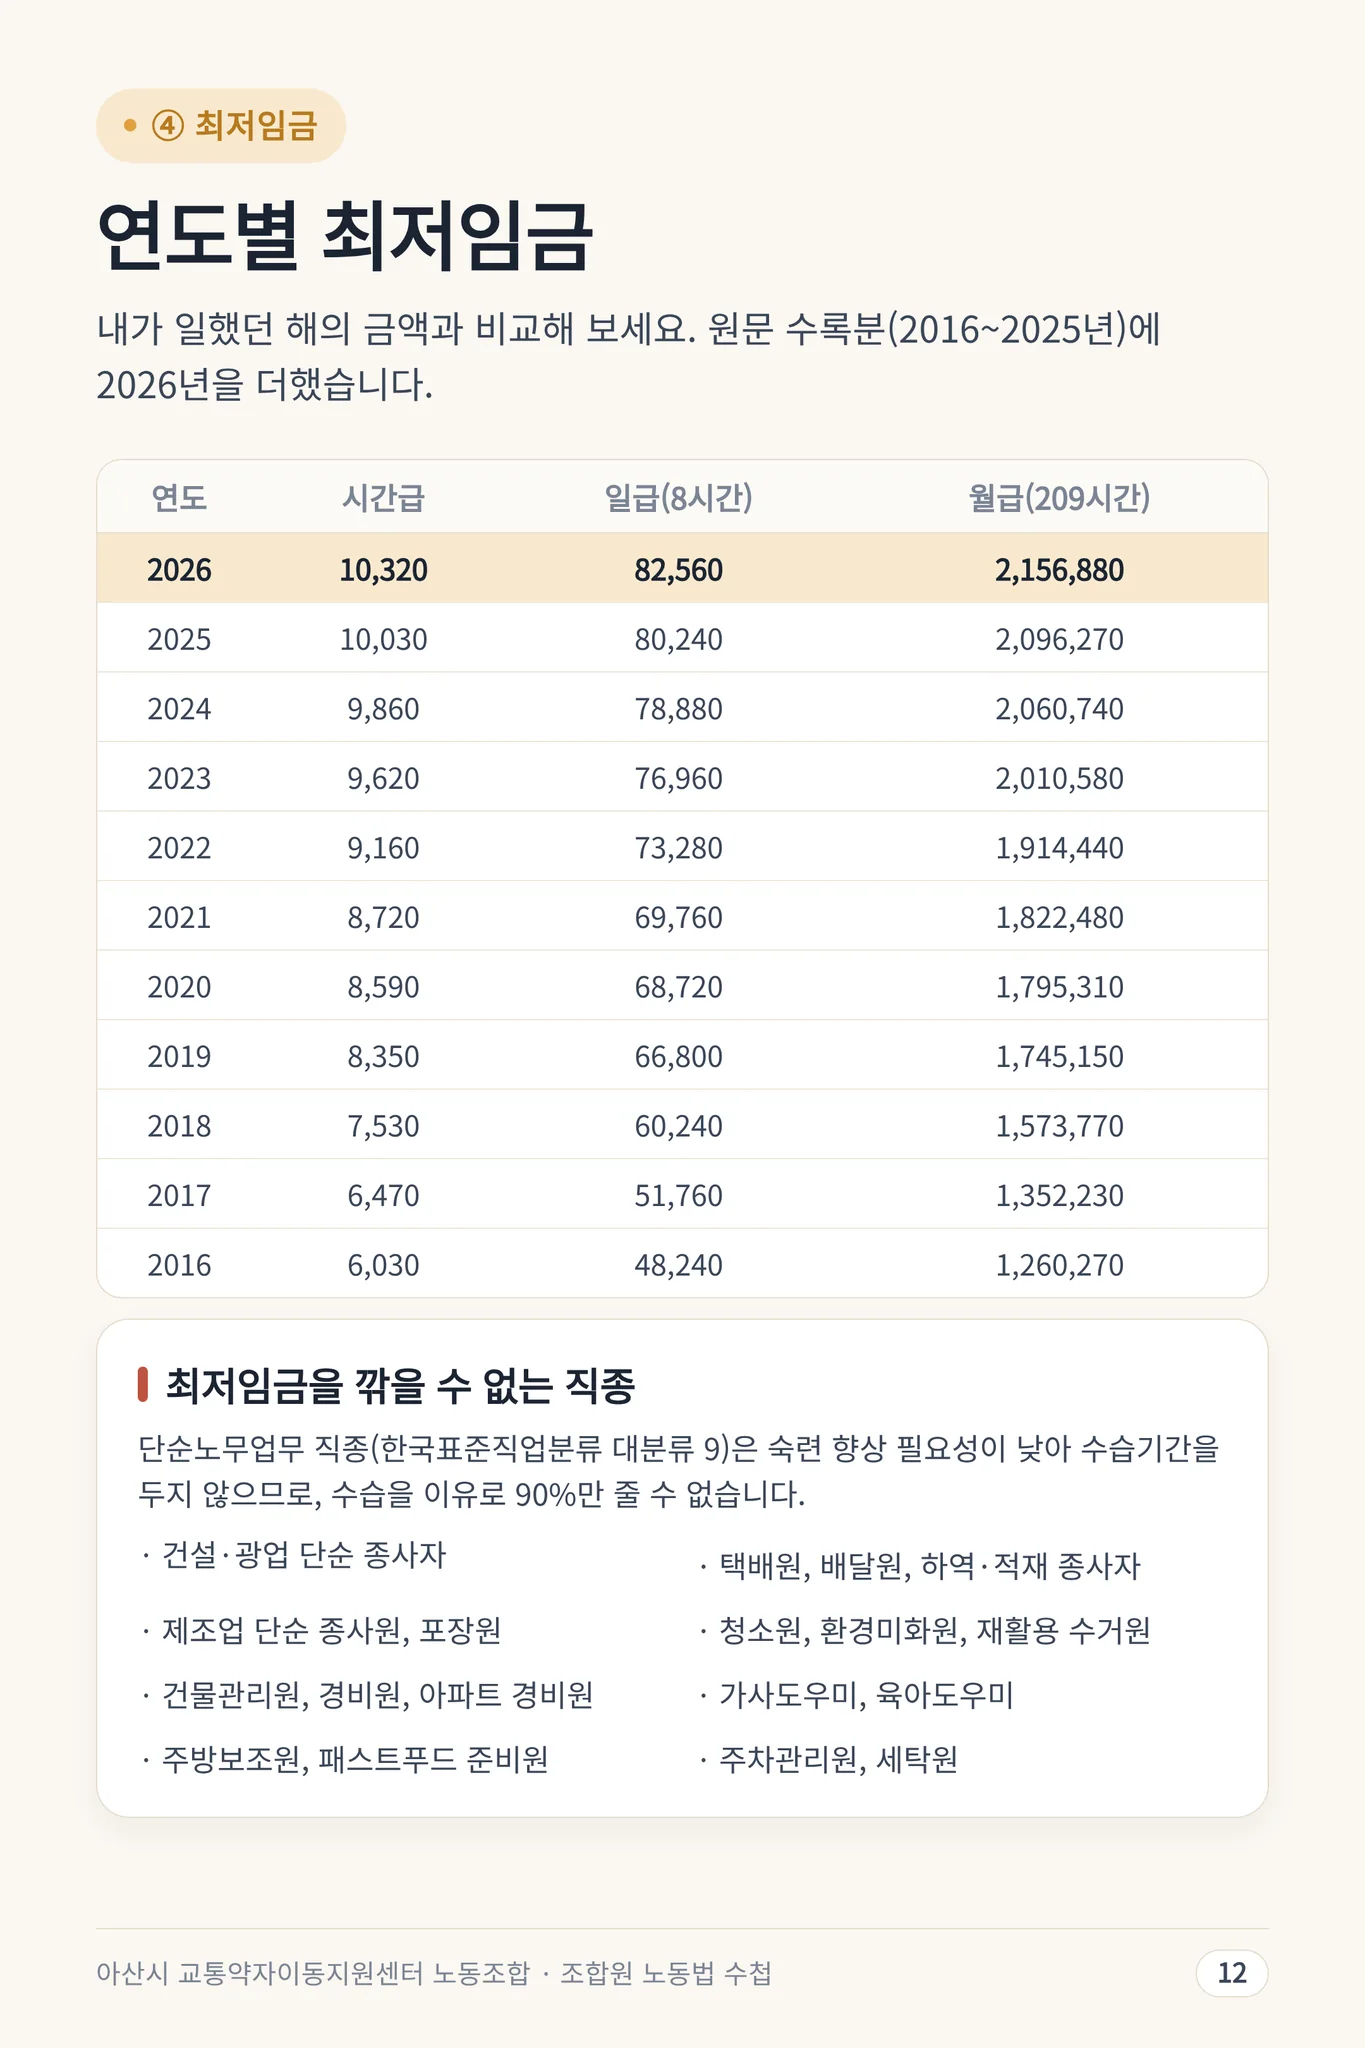 ④ 최저임금
연도별 최저임금
내가 일했던 해의 금액과 비교해 보세요. 원문 수록분(2016~2025년)에
2026년을 더했습니다.
연도 시간급 일급(8시간) 월급(209시간)
2026 10,320 82,560 2,156,880
2025 10,030 80,240 2,096,270
2024 9,860 78,880 2,060,740
2023 9,620 76,960 2,010,580
2022 9,160 73,280 1,914,440
2021 8,720 69,760 1,822,480
2020 8,590 68,720 1,795,310
2019 8,350 66,800 1,745,150
2018 7,530 60,240 1,573,770
2017 6,470 51,760 1,352,230
2016 6,030 48,240 1,260,270
최저임금을 깎을 수 없는 직종
단순노무업무 직종(한국표준직업분류 대분류 9)은 숙련 향상 필요성이 낮아 수습기간을
두지 않으므로, 수습을 이유로 90%만 줄 수 없습니다.
· 건설·광업 단순 종사자
· 택배원, 배달원, 하역·적재 종사자
· 제조업 단순 종사원, 포장원
· 청소원, 환경미화원, 재활용 수거원
· 건물관리원, 경비원, 아파트 경비원
· 가사도우미, 육아도우미
· 주방보조원, 패스트푸드 준비원
· 주차관리원, 세탁원
아산시 교통약자이동지원센터 노동조합 · 조합원 노동법 수첩
12